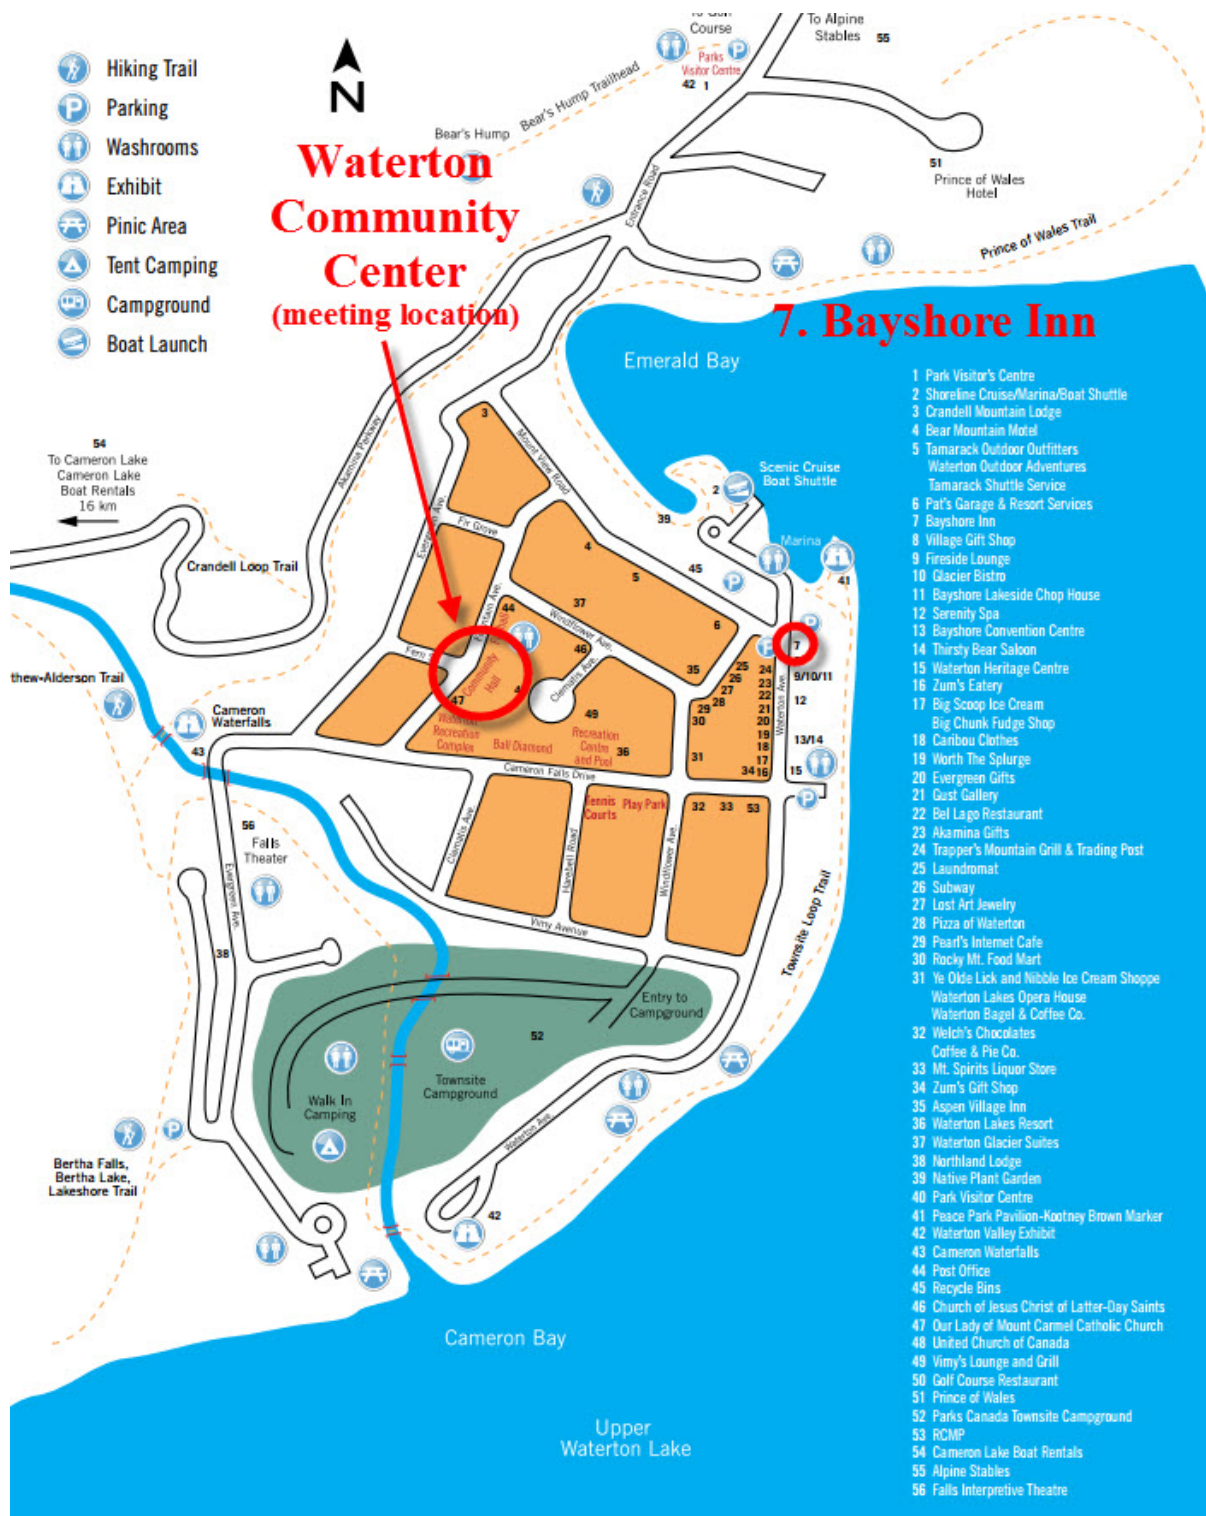 To Golf
Course
To Alpine
Stables
55
Hiking Trail
Parking
Washrooms
Exhibit
Pinic Area
Tent Camping
Campground
Boat Launch
N
P
Parks
Visitor Centre
42 1
Bear's Hump Trailhead
Bear's Hump
Waterton
Community
Center
(meeting location)
51
Prince of Wales
Hotel
Entrance Road
Prince of Wales Trail
7. Bayshore Inn
Emerald Bay
Akamina Parkway
54
To Cameron Lake
Cameron Lake
Boat Rentals
16 km
3
Mount View Road
Evergreen Ave.
Fir Grove
Scenic Cruise
Boat Shuttle
2
39
Marina
41
Crandell Loop Trail
4
5
45
P
37
6
P
P
7
44
Windflower Ave.
46
Clematis Ave.
Community
Hall
47
35
25
26
27
28
29
30
24
23
22
21
20
19
18
17
34 16
31
Waterton Ave.
9/10/11
12
13/14
15
P
thew-Alderson Trail
Cameron
Waterfalls
43
Waterton
Recreation
Complex
Ball Diamond
49
Recreation
Centre
and Pool
36
Cameron Falls Drive
Tennis
Courts
Play Park
32 33 53
56
Falls
Theater
Evergreen Ave.
Clematis Ave.
Harebell Road
Windflower Ave.
Vimy Avenue
Townsite Loop Trail
38
Entry to
Campground
52
Townsite
Campground
Walk In
Camping
Waterton Ave.
P
Bertha Falls,
Bertha Lake,
Lakeshore Trail
42
Cameron Bay
Upper
Waterton Lake
1 Park Visitor's Centre
2 Shoreline Cruise/Marina/Boat Shuttle
3 Crandell Mountain Lodge
4 Bear Mountain Motel
5 Tamarack Outdoor Outfitters
Waterton Outdoor Adventures
Tamarack Shuttle Service
6 Pat's Garage & Resort Services
7 Bayshore Inn
8 Village Gift Shop
9 Fireside Lounge
10 Glacier Bistro
11 Bayshore Lakeside Chop House
12 Serenity Spa
13 Bayshore Convention Centre
14 Thirsty Bear Saloon
15 Waterton Heritage Centre
16 Zum's Eatery
17 Big Scoop Ice Cream
Big Chunk Fudge Shop
18 Caribou Clothes
19 Worth The Splurge
20 Evergreen Gifts
21 Gust Gallery
22 Bel Lago Restaurant
23 Akamina Gifts
24 Trapper's Mountain Grill & Trading Post
25 Laundromat
26 Subway
27 Lost Art Jewelry
28 Pizza of Waterton
29 Pearl's Internet Cafe
30 Rocky Mt. Food Mart
31 Ye Olde Lick and Nibble Ice Cream Shoppe
Waterton Lakes Opera House
Waterton Bagel & Coffee Co.
32 Welch's Chocolates
Coffee & Pie Co.
33 Mt. Spirits Liquor Store
34 Zum's Gift Shop
35 Aspen Village Inn
36 Waterton Lakes Resort
37 Waterton Glacier Suites
38 Northland Lodge
39 Native Plant Garden
40 Park Visitor Centre
41 Peace Park Pavilion-Kootney Brown Marker
42 Waterton Valley Exhibit
43 Cameron Waterfalls
44 Post Office
45 Recycle Bins
46 Church of Jesus Christ of Latter-Day Saints
47 Our Lady of Mount Carmel Catholic Church
48 United Church of Canada
49 Vimy's Lounge and Grill
50 Golf Course Restaurant
51 Prince of Wales
52 Parks Canada Townsite Campground
53 RCMP
54 Cameron Lake Boat Rentals
55 Alpine Stables
56 Falls Interpretive Theatre